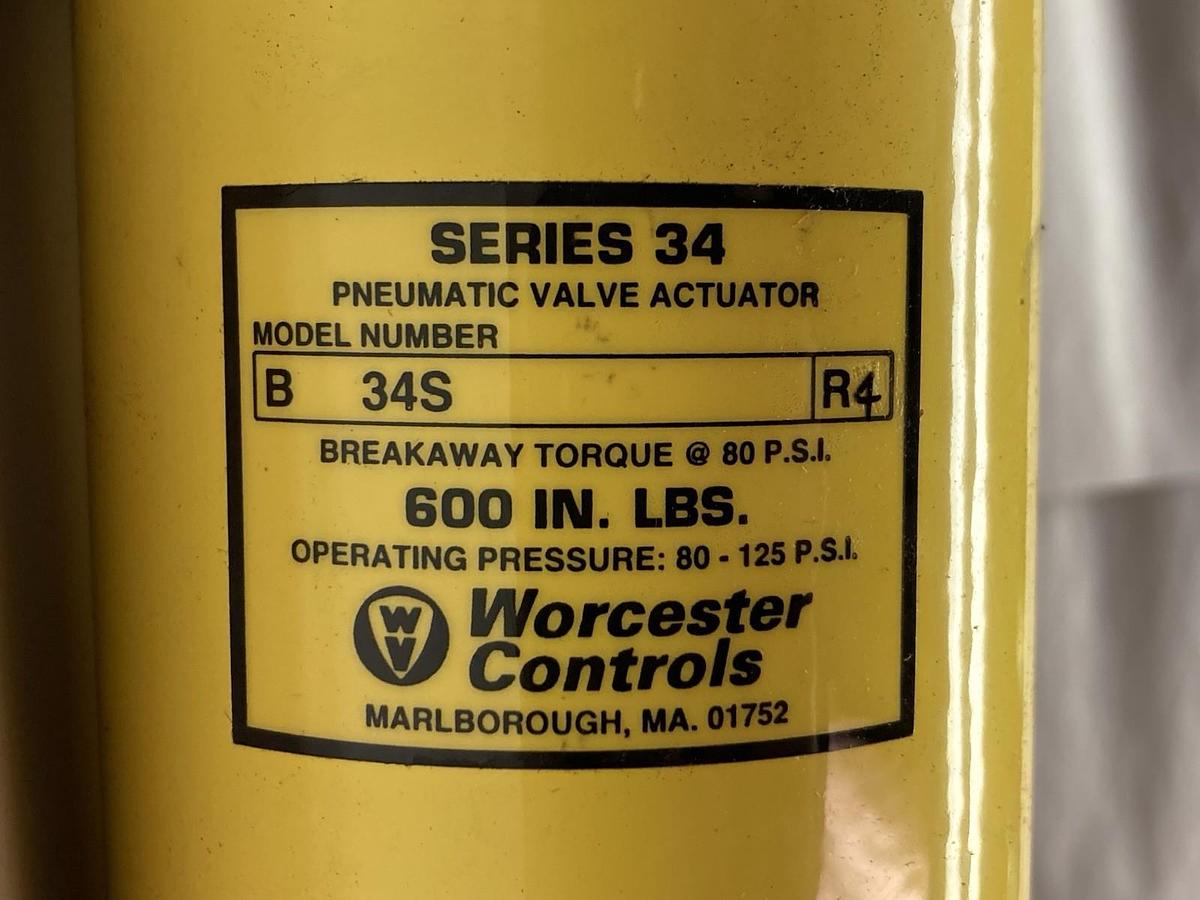 SERIES 34
PNEUMATIC VALVE ACTUATOR
MODEL NUMBER
B 34S R4
BREAKAWAY TORQUE @ 80 P.S.I.
600 IN. LBS.
OPERATING PRESSURE: 80 - 125 P.S.I.
W
V
Worcester
Controls
MARLBOROUGH, MA. 01752